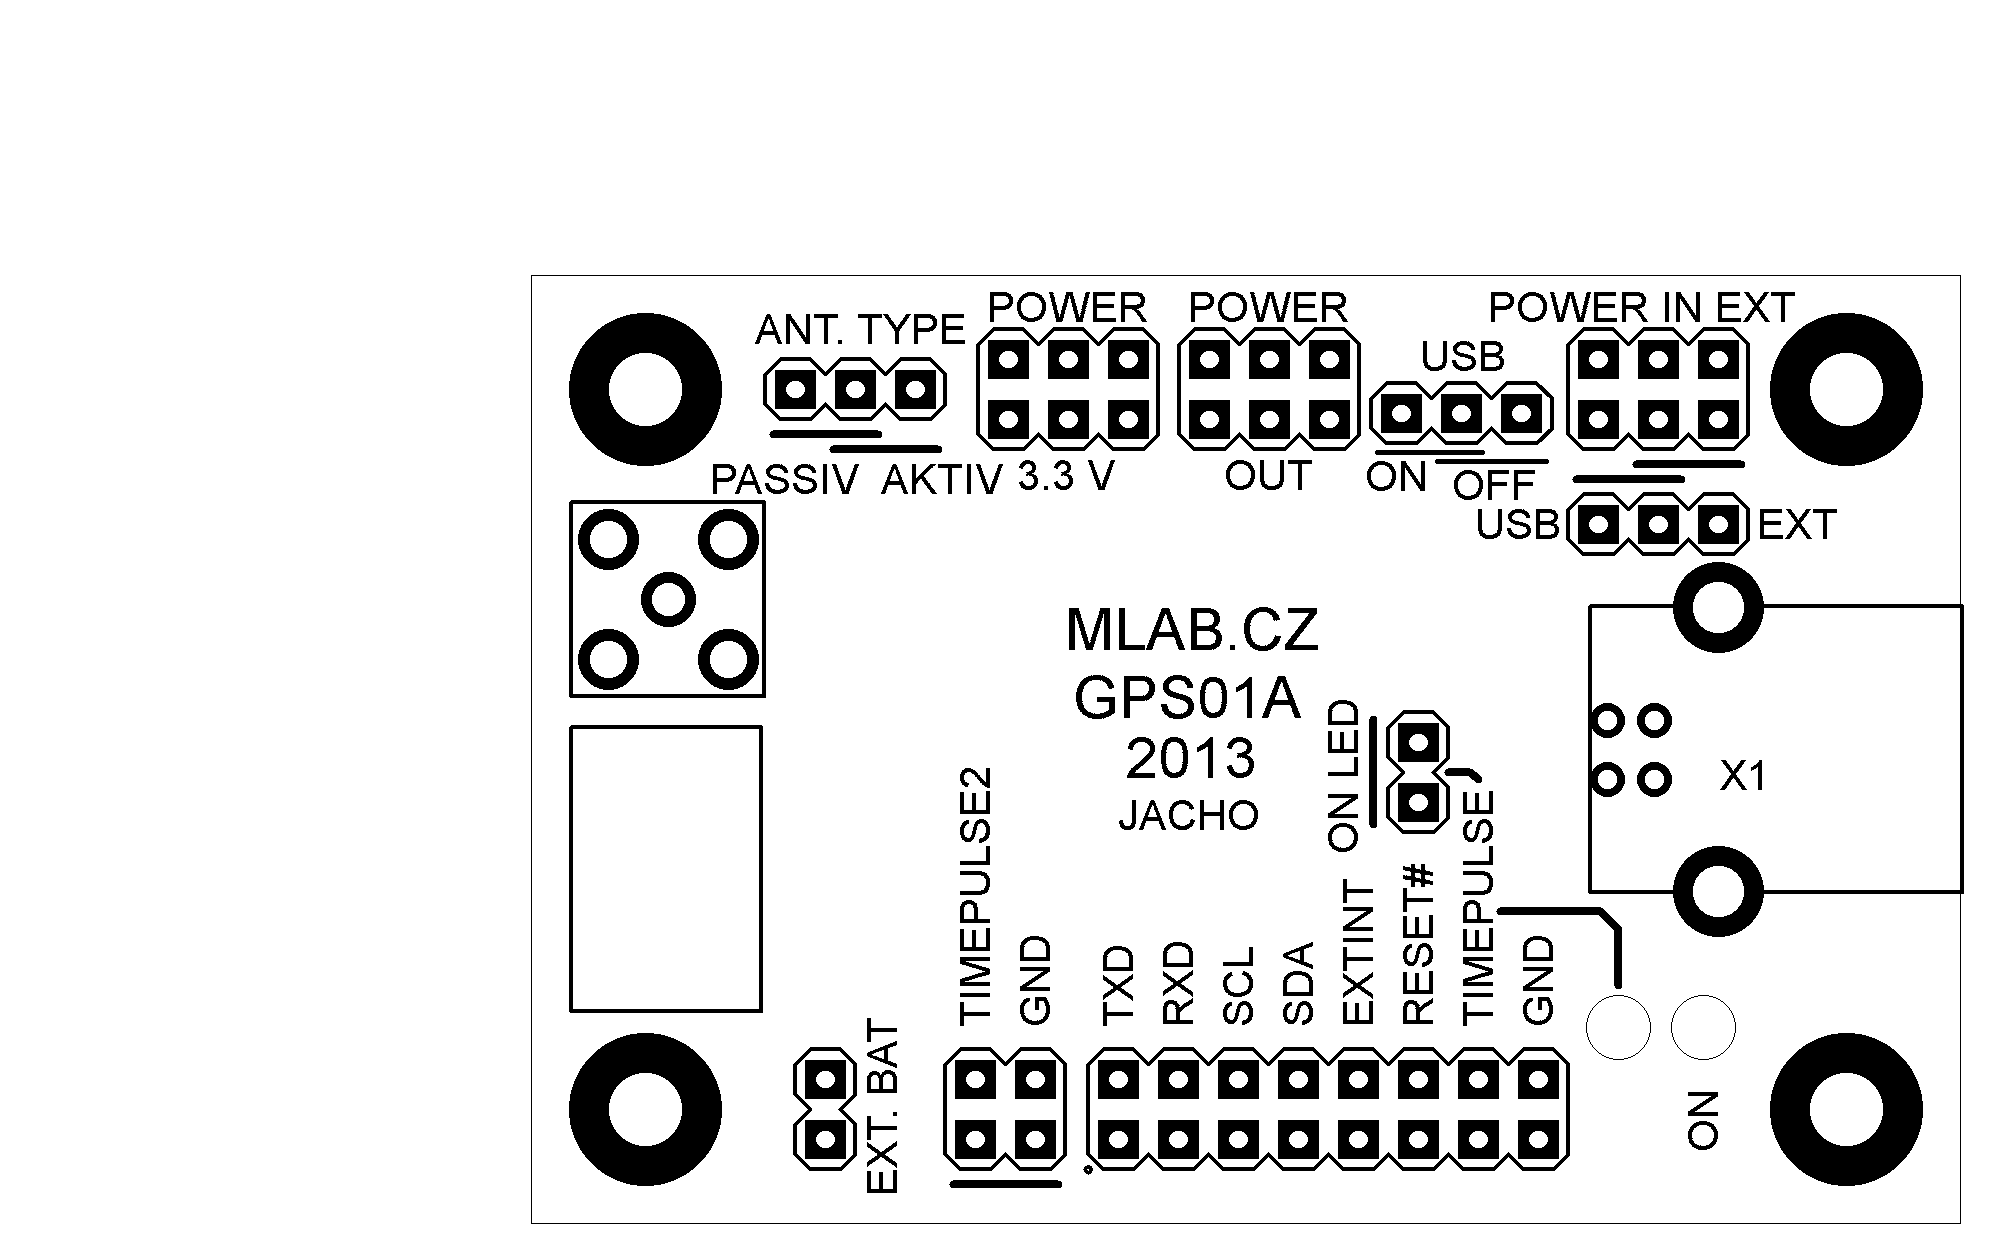 POWER
POWER
POWER IN EXT
ANT. TYPE
USB
PASSIV AKTIV
3.3 V
OUT
ON
OFF
USB
EXT
MLAB.CZ
GPS01A
2013
JACHO
ON LED
X1
TIMEPULSE2
GND
TXD
RXD
SCL
SDA
EXTINT
RESET#
TIMEPULSE
GND
EXT. BAT
ON